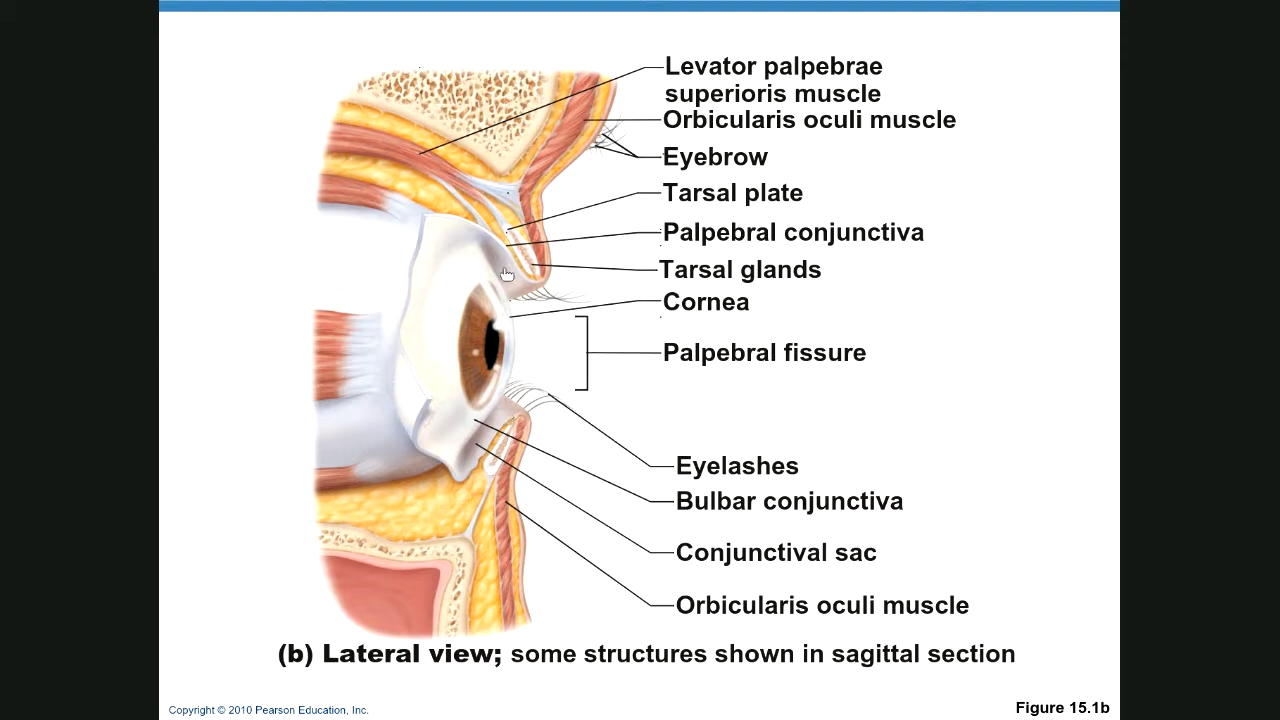 Levator palpebrae
superioris muscle
Orbicularis oculi muscle
Eyebrow
Tarsal plate
Palpebral conjunctiva
Tarsal glands
Cornea
Palpebral fissure
Eyelashes
Bulbar conjunctiva
Conjunctival sac
Orbicularis oculi muscle
(b) Lateral view; some structures shown in sagittal section
Copyright © 2010 Pearson Education, Inc.
Figure 15.1b